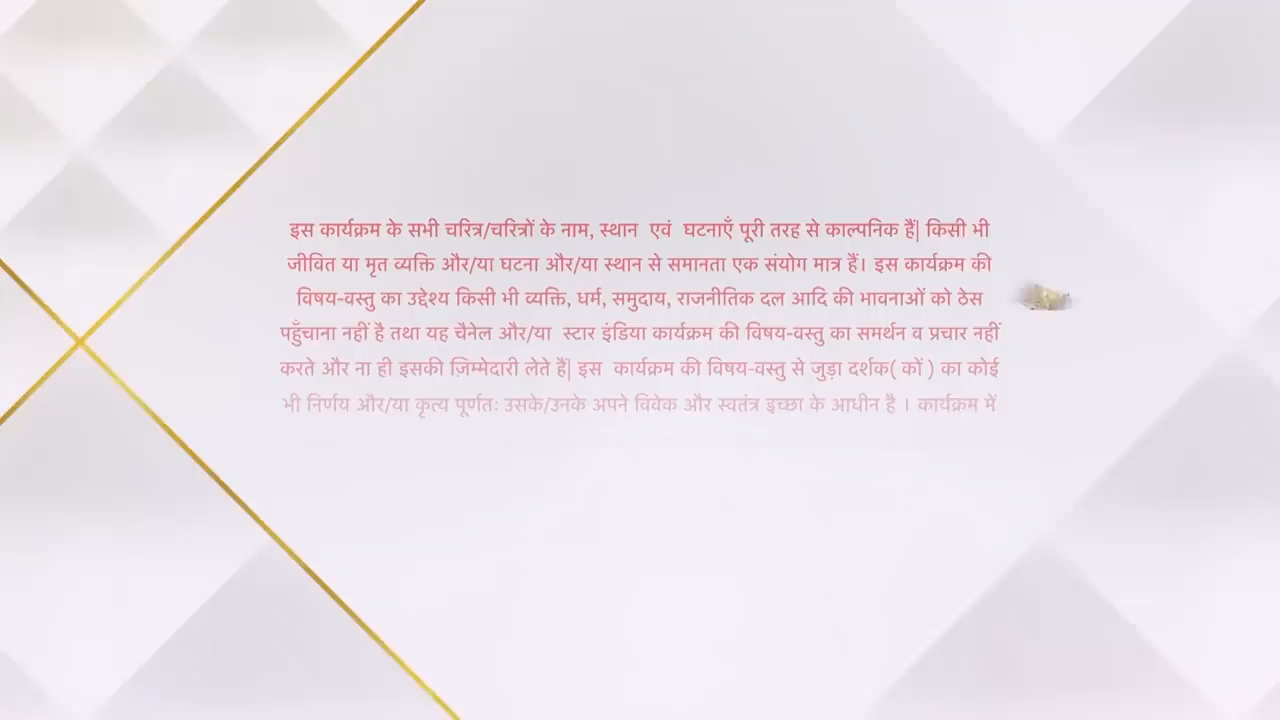 इस कार्यक्रम के सभी चरित्र/चरित्रों के नाम, स्थान  एवं  घटनाएँ पूरी तरह से काल्पनिक हैं| किसी भी
जीवित या मृत व्यक्ति और/या घटना और/या स्थान से समानता एक संयोग मात्र हैं। इस कार्यक्रम की
विषय-वस्तु का उद्देश्य किसी भी व्यक्ति, धर्म, समुदाय, राजनीतिक दल आदि की भावनाओं को ठेस
पहुँचाना नहीं है तथा यह चैनेल और/या  स्टार इंडिया कार्यक्रम की विषय-वस्तु का समर्थन व प्रचार नहीं
करते और ना ही इसकी ज़िम्मेदारी लेते हैं| इस  कार्यक्रम की विषय-वस्तु से जुड़ा दर्शक( कों ) का कोई
भी निर्णय और/या कृत्य पूर्णतः उसके/उनके अपने विवेक और स्वतंत्र इच्छा के आधीन है । कार्यक्रम में